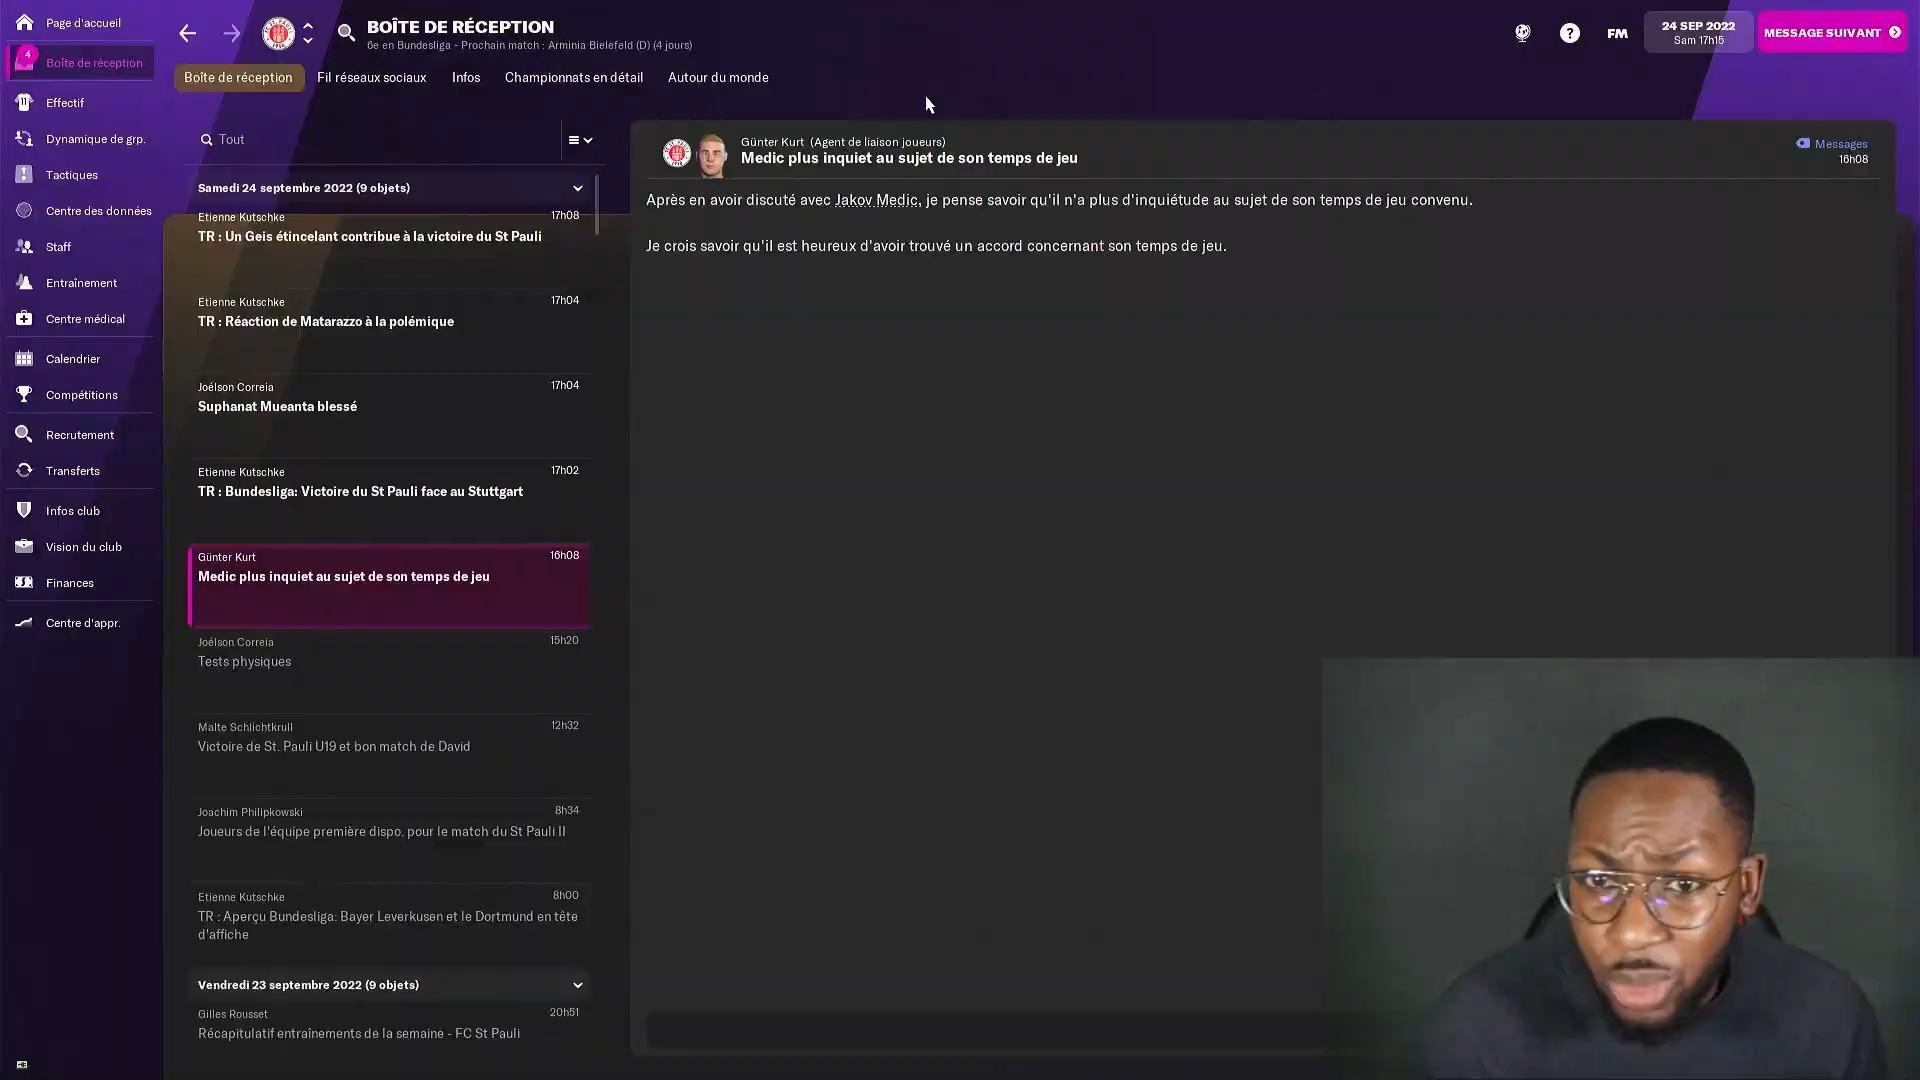 Page d'accueil
4
Boîte de réception
Effectif
Dynamique de grp.
Tactiques
Centre des données
Staff
Entraînement
Centre médical
Calendrier
Compétitions
Recrutement
Transferts
Infos club
Vision du club
Finances
Centre d'appr.
BOÎTE DE RÉCEPTION
6e en Bundesliga - Prochain match : Arminia Bielefeld (D) (4 jours)
FM
24 SEP 2022
Sam 17h15
MESSAGE SUIVANT
Boîte de réception
Fil réseaux sociaux
Infos
Championnats en détail
Autour du monde
Tout
Samedi 24 septembre 2022 (9 objets)
Etienne Kutschke 17h08
TR : Un Geis étincelant contribue à la victoire du St Pauli
Etienne Kutschke 17h04
TR : Réaction de Matarazzo à la polémique
Joélson Correia 17h04
Suphanat Mueanta blessé
Etienne Kutschke 17h02
TR : Bundesliga: Victoire du St Pauli face au Stuttgart
Günter Kurt 16h08
Medic plus inquiet au sujet de son temps de jeu
Joélson Correia 15h20
Tests physiques
Malte Schlichtkrull 12h32
Victoire de St. Pauli U19 et bon match de David
Joachim Philipkowski 8h34
Joueurs de l'équipe première dispo. pour le match du St Pauli II
Etienne Kutschke 8h00
TR : Aperçu Bundesliga: Bayer Leverkusen et le Dortmund en tête
d'affiche
Vendredi 23 septembre 2022 (9 objets)
Gilles Rousset 20h51
Récapitulatif entraînements de la semaine - FC St Pauli
Günter Kurt (Agent de liaison joueurs)
Medic plus inquiet au sujet de son temps de jeu
Messages
16h08
Après en avoir discuté avec Jakov Medic, je pense savoir qu'il n'a plus d'inquiétude au sujet de son temps de jeu convenu.
Je crois savoir qu'il est heureux d'avoir trouvé un accord concernant son temps de jeu.